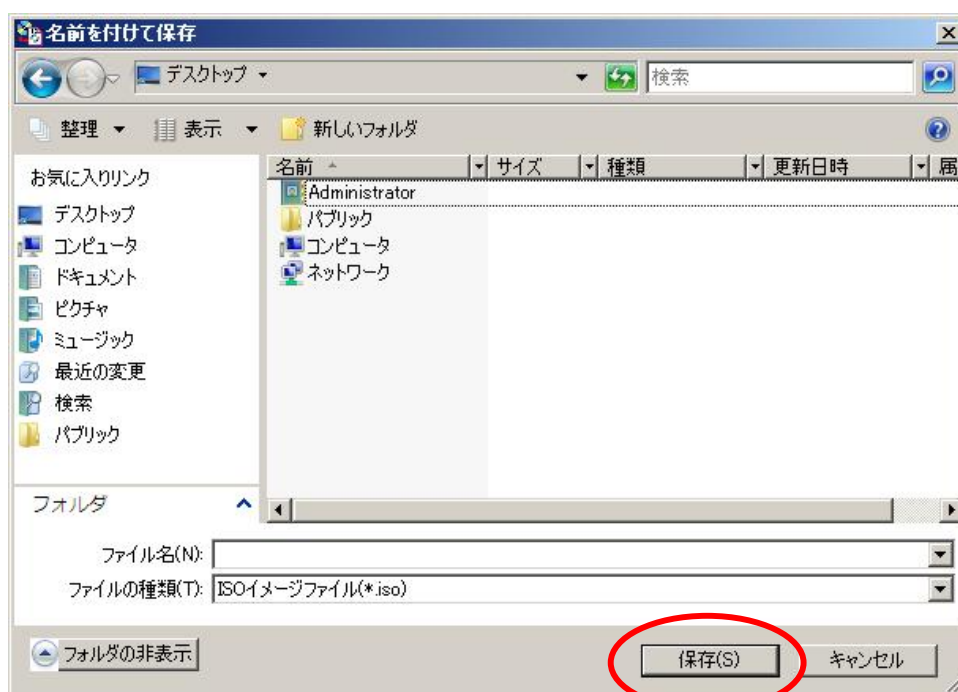 名前を付けて保存
デスクトップ
検索
整理 表示 新しいフォルダ
お気に入りリンク
デスクトップ
コンピュータ
ドキュメント
ピクチャ
ミュージック
最近の変更
検索
パブリック
フォルダ
名前 サイズ 種類 更新日時 属
Administrator
パブリック
コンピュータ
ネットワーク
ファイル名(N):
ファイルの種類(T): ISOイメージファイル(*.iso)
フォルダの非表示 保存(S) キャンセル